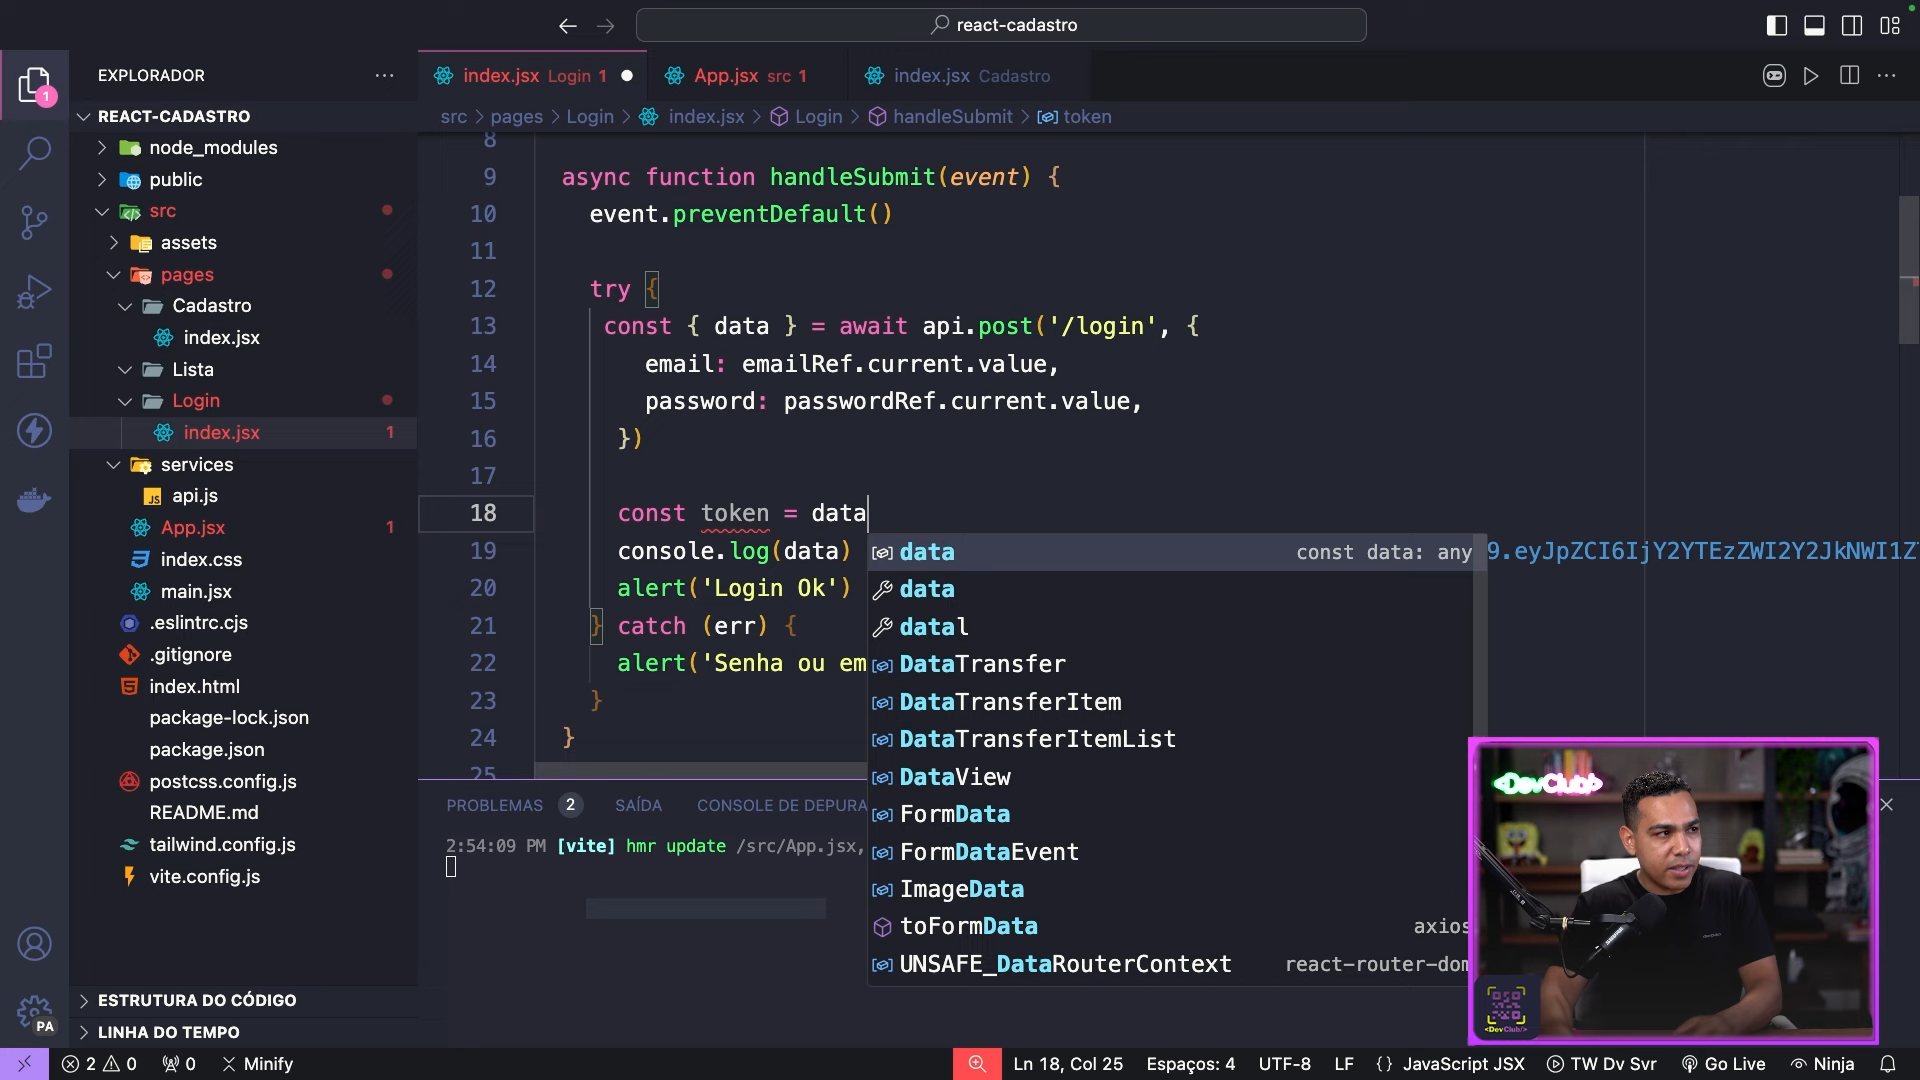 react-cadastro
EXPLORADOR
1
REACT-CADASTRO
node_modules
public
src
assets
pages
Cadastro
index.jsx
Lista
Login
index.jsx 1
services
api.js
App.jsx 1
index.css
main.jsx
.eslintrc.cjs
.gitignore
index.html
package-lock.json
package.json
postcss.config.js
README.md
tailwind.config.js
vite.config.js
ESTRUTURA DO CÓDIGO
LINHA DO TEMPO
PA
index.jsx Login 1
App.jsx src 1
index.jsx Cadastro
src > pages > Login > index.jsx > Login > handleSubmit > token
8
9 async function handleSubmit(event) {
10 event.preventDefault()
11
12 try {
13 const { data } = await api.post('/login', {
14 email: emailRef.current.value,
15 password: passwordRef.current.value,
16 })
17
18 const token = data
19 console.log(data)
20 alert('Login Ok')
21 } catch (err) {
22 alert('Senha ou em
23 }
24 }
25
data const data: any
9.eyJpZCI6IjY2YTEzZWI2Y2JkNWI1Z
data
datal
DataTransfer
DataTransferItem
DataTransferItemList
DataView
FormData
FormDataEvent
ImageData
toFormData axios
UNSAFE_DataRouterContext react-router-dom
PROBLEMAS 2 SAÍDA CONSOLE DE DEPURA
2:54:09 PM [vite] hmr update /src/App.jsx,
<DevClub/>
<DevClub/>
2 0 0 Minify
Ln 18, Col 25 Espaços: 4 UTF-8 LF {} JavaScript JSX TW Dv Svr Go Live Ninja